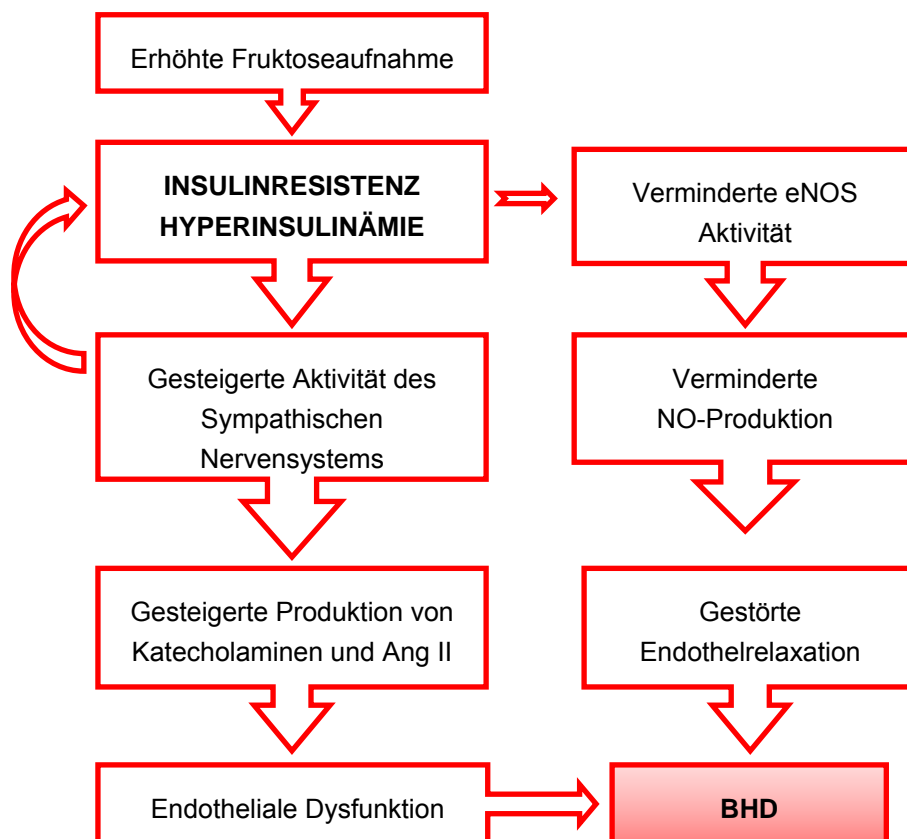 Erhöhte Fruktoseaufnahme
INSULINRESISTENZ
HYPERINSULINÄMIE
Verminderte eNOS
Aktivität
Gesteigerte Aktivität des
Sympathischen
Nervensystems
Verminderte
NO-Produktion
Gesteigerte Produktion von
Katecholaminen und Ang II
Gestörte
Endothelrelaxation
Endotheliale Dysfunktion
BHD